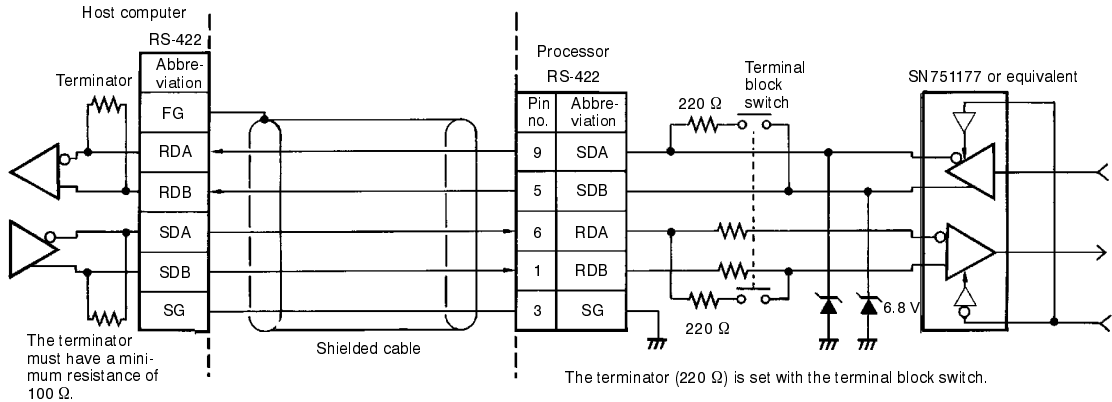 Host computer
RS-422
Abbre-
viation
Terminator
FG
RDA
RDB
SDA
SDB
SG
The terminator
must have a mini-
mum resistance of
100 Ω.
Shielded cable
Processor
RS-422
Pin
no.
Abbre-
viation
9 SDA
5 SDB
6 RDA
1 RDB
3 SG
220 Ω
Terminal
block
switch
220 Ω
SN751177 or equivalent
6.8 V
The terminator (220 Ω) is set with the terminal block switch.